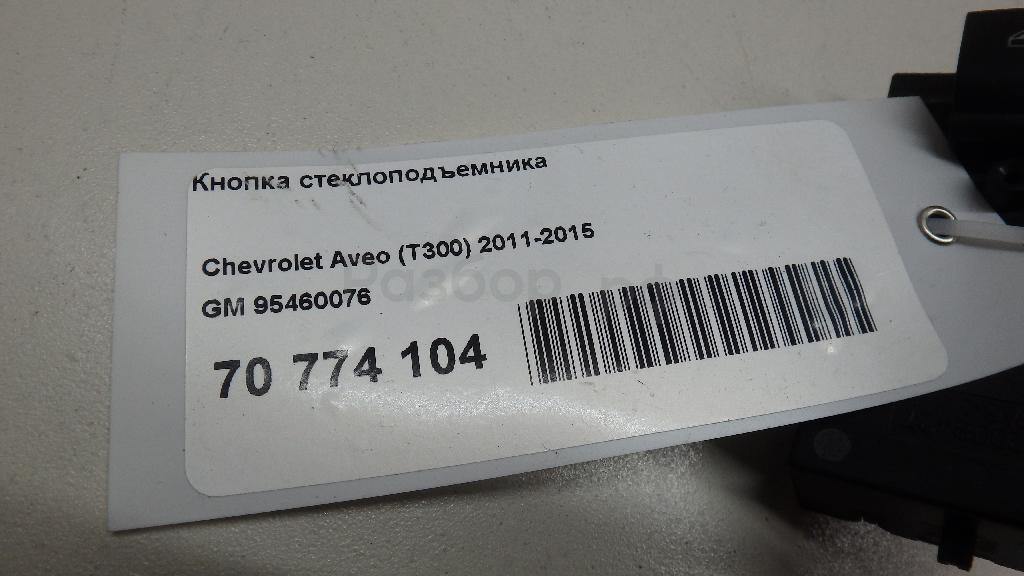 Кнопка стеклоподъемника
Chevrolet Aveo (T300) 2011-2015
GM 95460076
70 774 104